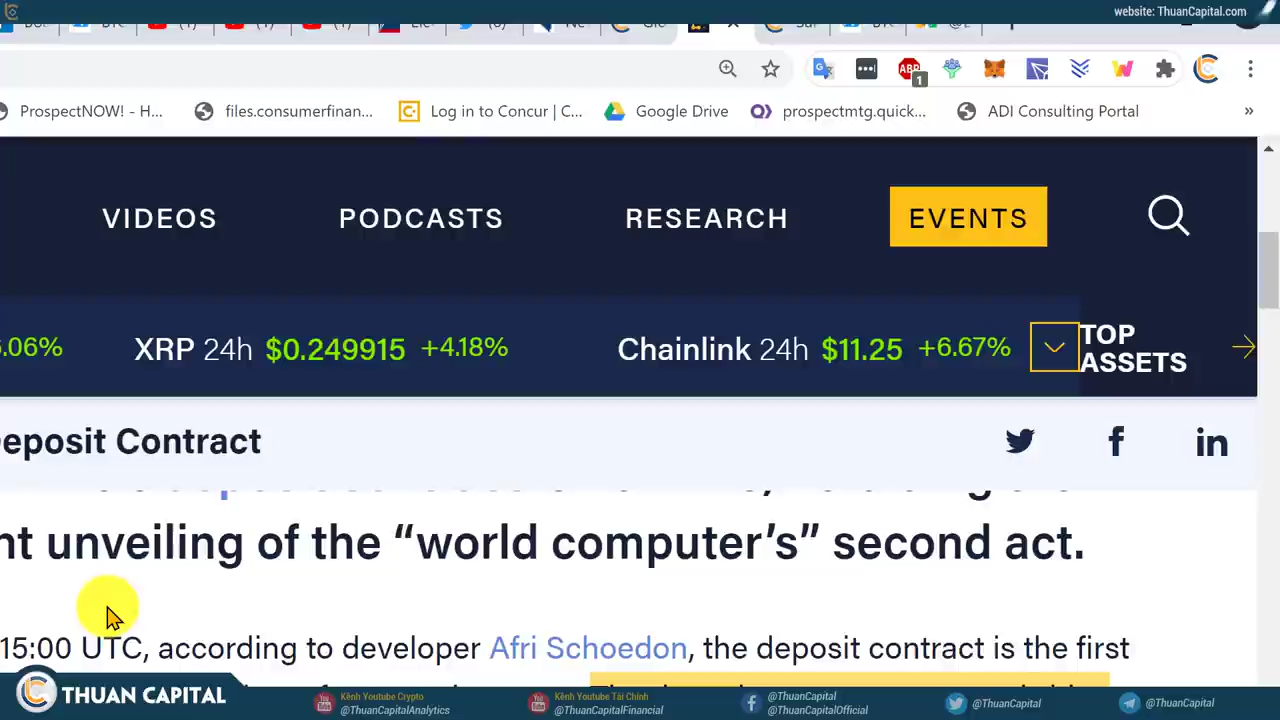 website: ThuanCapital.com
BTC
ABP
1
ProspectNOW! - H...
files.consumerfinan...
Log in to Concur | C...
Google Drive
prospectmtg.quick...
ADI Consulting Portal
»
VIDEOS
PODCASTS
RESEARCH
EVENTS
.06%
XRP 24h $0.249915 +4.18%
Chainlink 24h $11.25 +6.67%
TOP
ASSETS
eposit Contract
nt unveiling of the “world computer’s” second act.
15:00 UTC, according to developer Afri Schoedon, the deposit contract is the first
THUAN CAPITAL
Kênh Youtube Crypto
@ThuanCapitalAnalytics
Kênh Youtube Tài Chính
@ThuanCapitalFinancial
@ThuanCapital
@ThuanCapitalOfficial
@ThuanCapital
@ThuanCapital